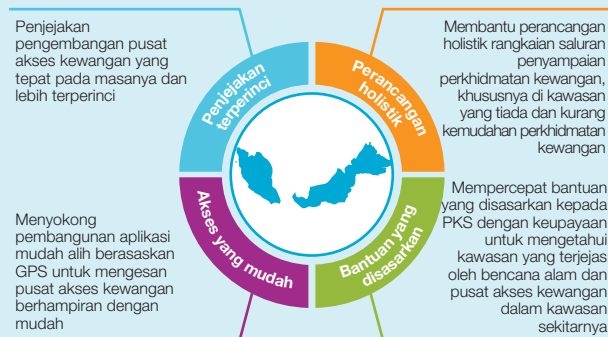 Penjejakan
pengembangan pusat
akses kewangan yang
tepat pada masanya dan
lebih terperinci
Penjejakan
terperinci
Perancangan
holistik
Membantu perancangan
holistik rangkaian saluran
penyampaian
perkhidmatan kewangan,
khususnya di kawasan
yang tiada dan kurang
kemudahan perkhidmatan
kewangan
Menyokong
pembangunan aplikasi
mudah alih berasaskan
GPS untuk mengesan
pusat akses kewangan
berhampiran dengan
mudah
Akses yang mudah
Bantuan yang
disasarkan
Mempercepat bantuan
yang disasarkan kepada
PKS dengan keupayaan
untuk mengetahui
kawasan yang terjejas
oleh bencana alam dan
pusat akses kewangan
dalam kawasan
sekitarnya